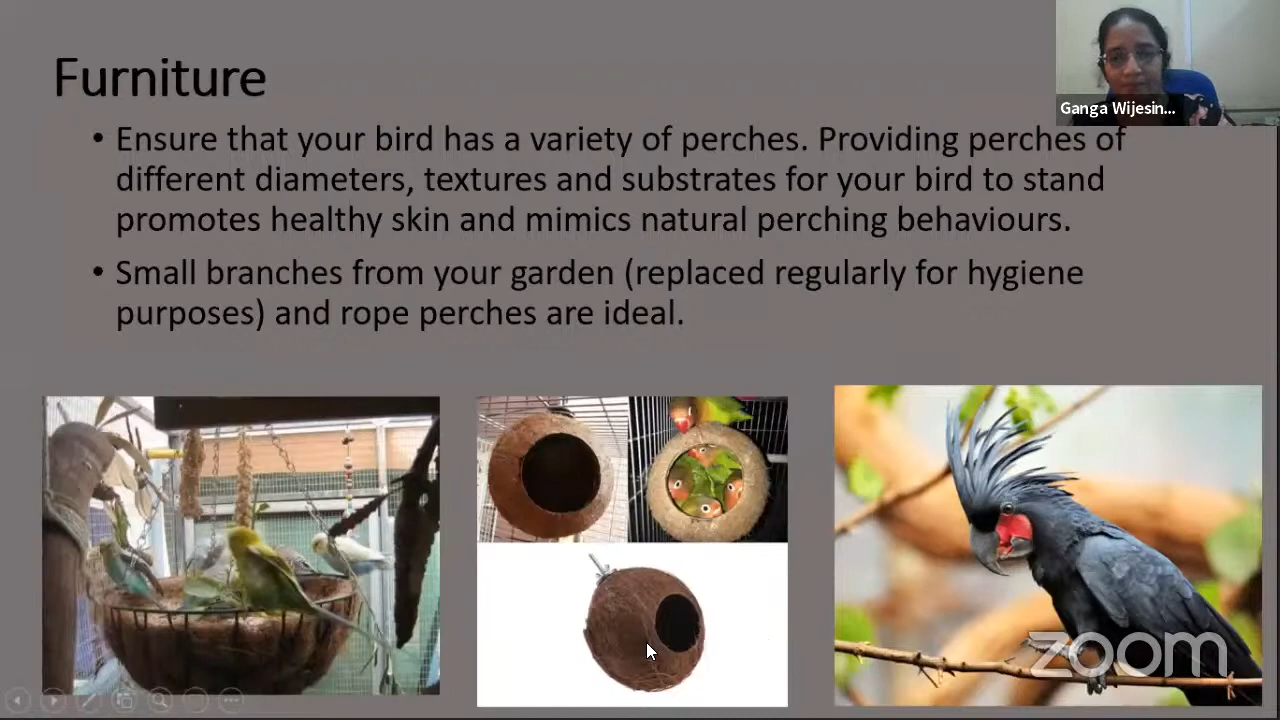 Furniture
Ganga Wijesin...
• Ensure that your bird has a variety of perches. Providing perches of
different diameters, textures and substrates for your bird to stand
promotes healthy skin and mimics natural perching behaviours.
• Small branches from your garden (replaced regularly for hygiene
purposes) and rope perches are ideal.
zoom